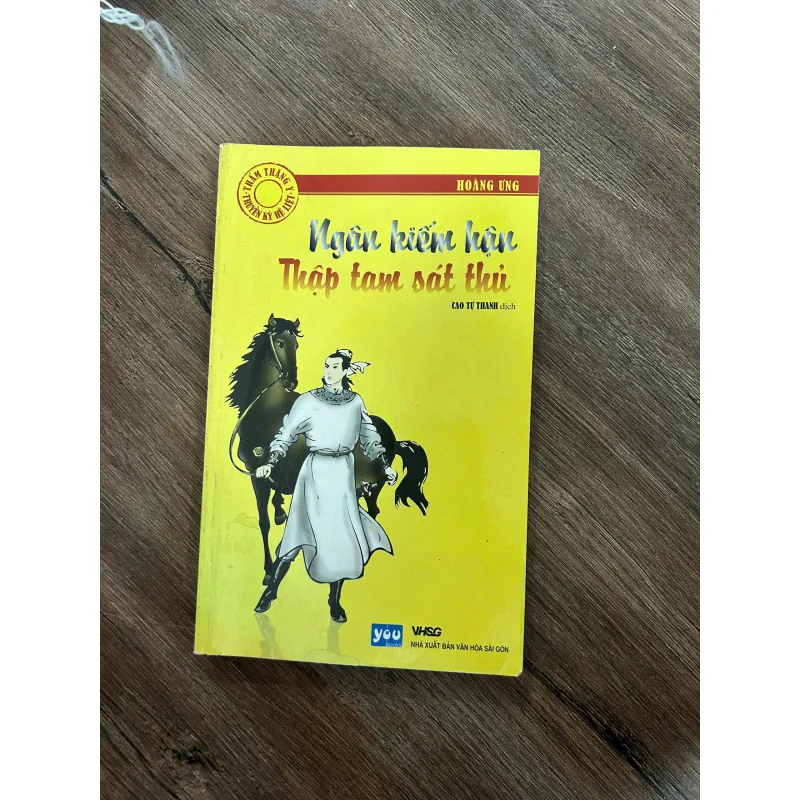 THẨM THĂNG Y
TRUYỀN KỲ HỆ LIỆT
HOÀNG ƯNG
Ngân kiếm hận
Thập tam sát thủ
CAO TỰ THANH dịch
you
books
VHSG
NHÀ XUẤT BẢN VĂN HÓA SÀI GÒN